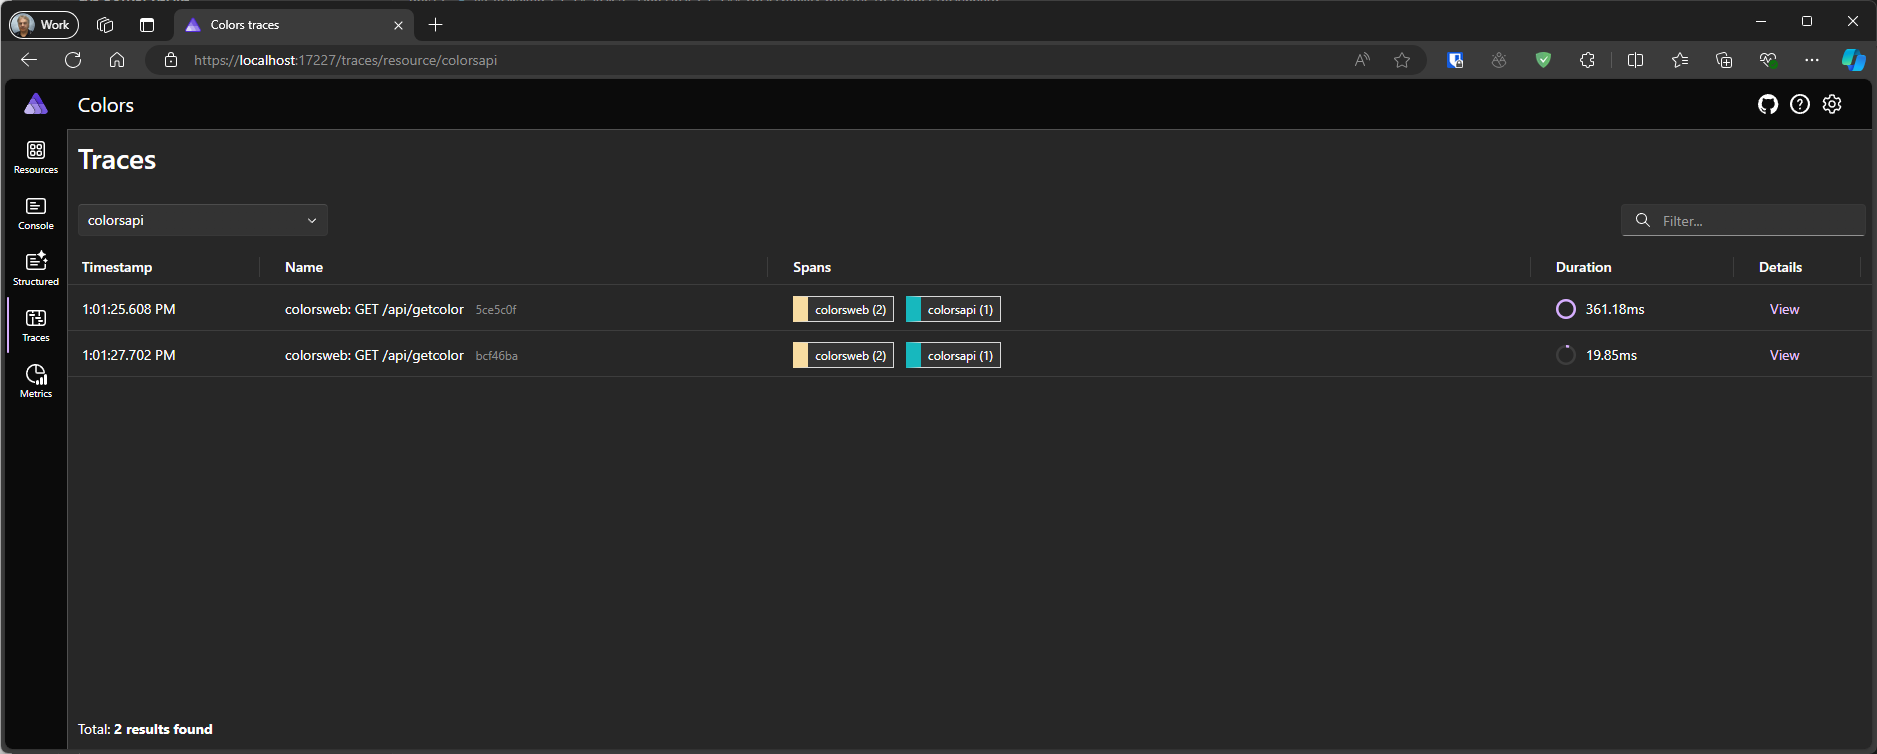 Work
Colors traces
https://localhost:17227/traces/resource/colorsapi
Colors
Resources
Console
Structured
Traces
Metrics
Traces
colorsapi
Filter...
Timestamp Name Spans Duration Details
1:01:25.608 PM colorsweb: GET /api/getcolor 5ce5c0f colorsweb (2) colorsapi (1) 361.18ms View
1:01:27.702 PM colorsweb: GET /api/getcolor bcf46ba colorsweb (2) colorsapi (1) 19.85ms View
Total: 2 results found